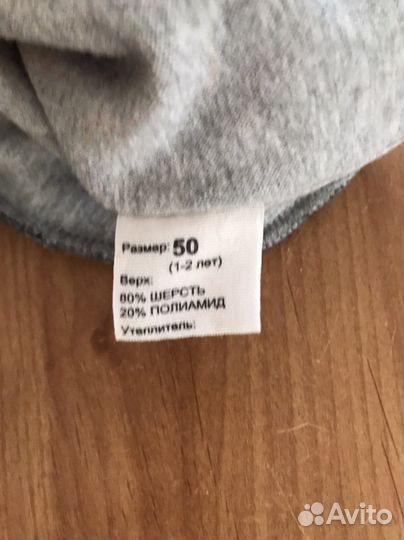 Размер: 50
(1-2 лет)
Верх:
80% ШЕРСТЬ
20% ПОЛИАМИД
Утеплитель:
Avito